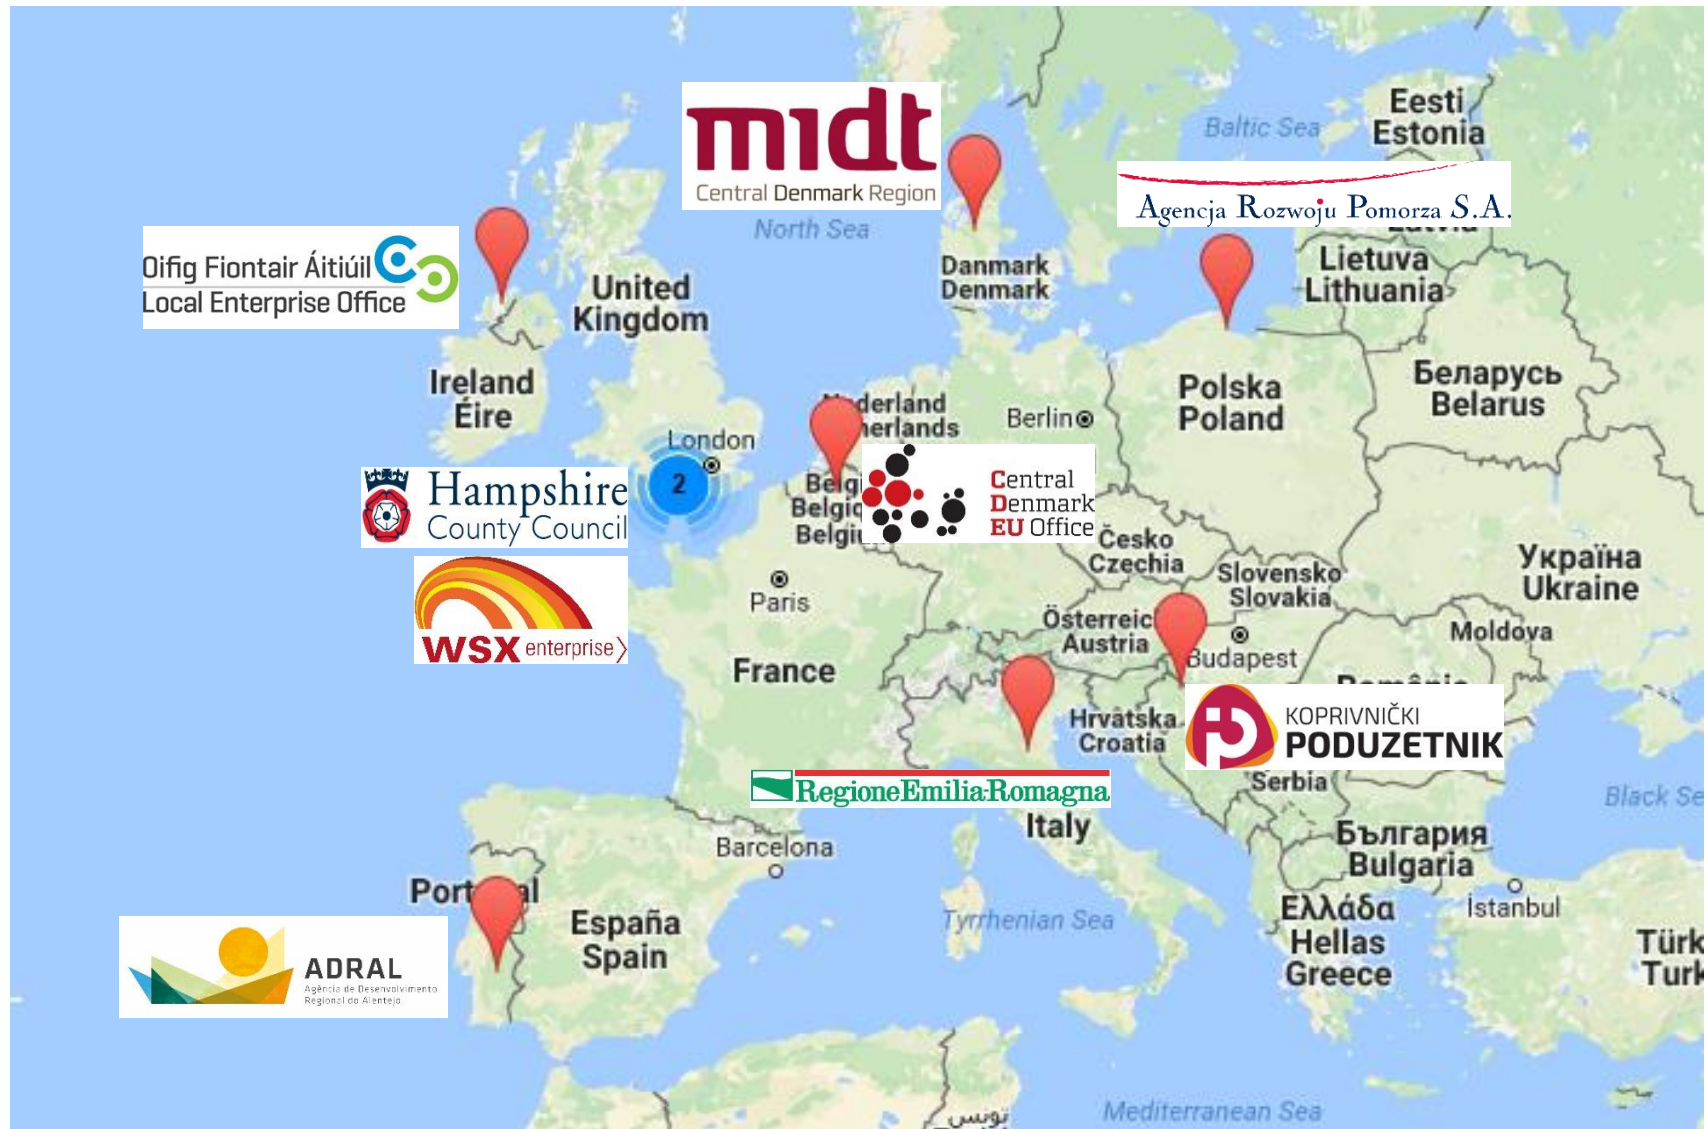 Eesti
Estonia
Baltic Sea
midt
Central Denmark Region
Agencja Rozwoju Pomorza S.A.
Latvia
North Sea
Oifig Fiontair Áitiúil
Local Enterprise Office
Danmark
Denmark
Lietuva
Lithuania
United
Kingdom
Ireland
Éire
Polska
Poland
Беларусь
Belarus
Berlin
London
Hampshire
County Council
2
Central
Denmark
EU Office
Česko
Czechia
Slovensko
Slovakia
Україна
Ukraine
Paris
WSX enterprise
Austria
Budapest
Moldova
France
Hrvatska
Croatia
KOPRIVNIČKI
PODUZETNIK
Serbia
RegioneEmilia-Romagna
Italy
Black Se
Barcelona
България
Bulgaria
İstanbul
España
Spain
Tyrrhenian Sea
Ελλάδα
Hellas
Greece
Türk
Turk
ADRAL
Agência de Desenvolvimento
Regional do Alentejo
Mediterranean Sea
تونس